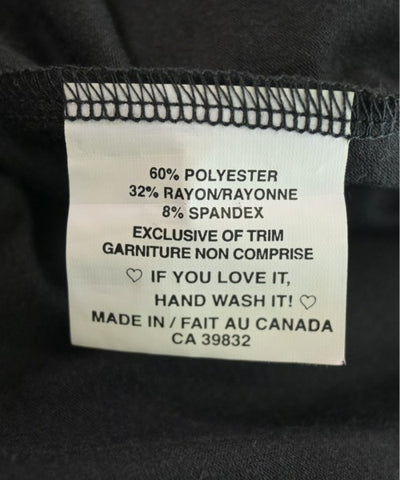 60% POLYESTER
32% RAYON/RAYONNE
8% SPANDEX
EXCLUSIVE OF TRIM
GARNITURE NON COMPRISE
♡ IF YOU LOVE IT,
HAND WASH IT! ♡
MADE IN / FAIT AU CANADA
CA 39832